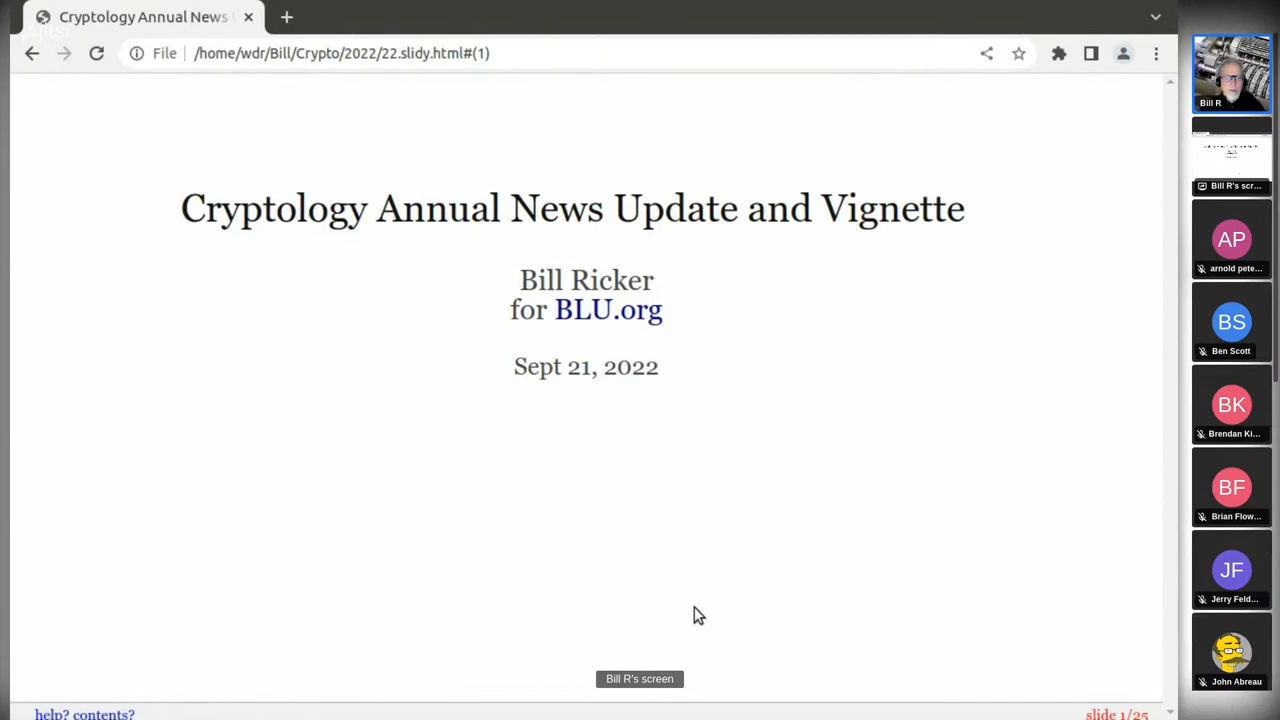 Cryptology Annual News
File /home/wdr/Bill/Crypto/2022/22.slidy.html#(1)
Cryptology Annual News Update and Vignette
Bill Ricker
for BLU.org
Sept 21, 2022
Bill R's screen
help? contents?
slide 1/25
Bill R
Bill R's scr...
AP
arnold pete...
BS
Ben Scott
BK
Brendan Ki...
BF
Brian Flow...
JF
Jerry Feld...
John Abreau